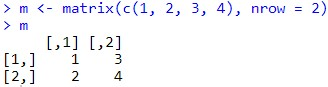 > m <- matrix(c(1, 2, 3, 4), nrow = 2)
> m
     [,1] [,2]
[1,]    1    3
[2,]    2    4